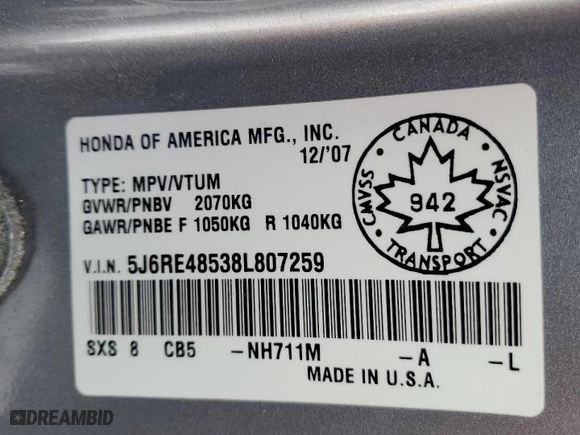 HONDA OF AMERICA MFG., INC.
12/'07
TYPE: MPV/VTUM
GVWR/PNBV 2070KG
GAWR/PNBE F 1050KG R 1040KG
V.I.N. 5J6RE48538L807259
SXS 8 CB5 -NH711M -A -L
MADE IN U.S.A.
CANADA
CMVSS
NSVAC
942
TRANSPORT
DREAMBID